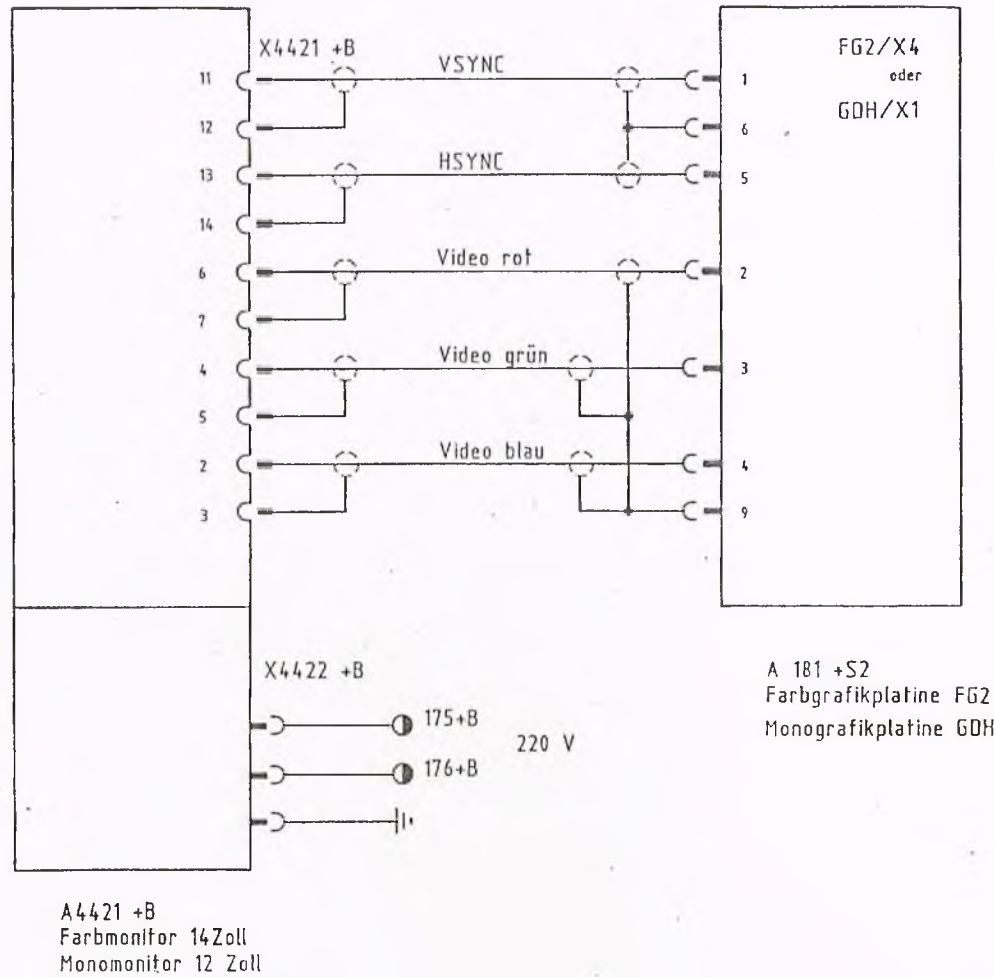 X4421 +B
FG2/X4
oder
GDH/X1
11 VSYNC 1
12 6
13 HSYNC 5
14
6 Video rot 2
7
4 Video grün 3
5
2 Video blau 4
3 9
X4422 +B
175+B
220 V
176+B
A 181 +S2
Farbgrafikplatine FG2
Monografikplatine GDH
A4421 +B
Farbmonitor 14Zoll
Monomonitor 12 Zoll